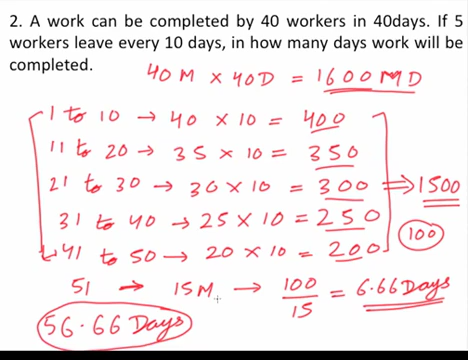 2. A work can be completed by 40 workers in 40days. If 5
workers leave every 10 days, in how many days work will be
completed.
40 M × 40 D = 1600 MD
1 to 10 → 40 × 10 = 400
11 to 20 → 35 × 10 = 350
21 to 30 → 30 × 10 = 300 ⇒ 1500
31 to 40 → 25 × 10 = 250
100
41 to 50 → 20 × 10 = 200
51 → 15M → 100/15 = 6.66 Days
56.66 Days